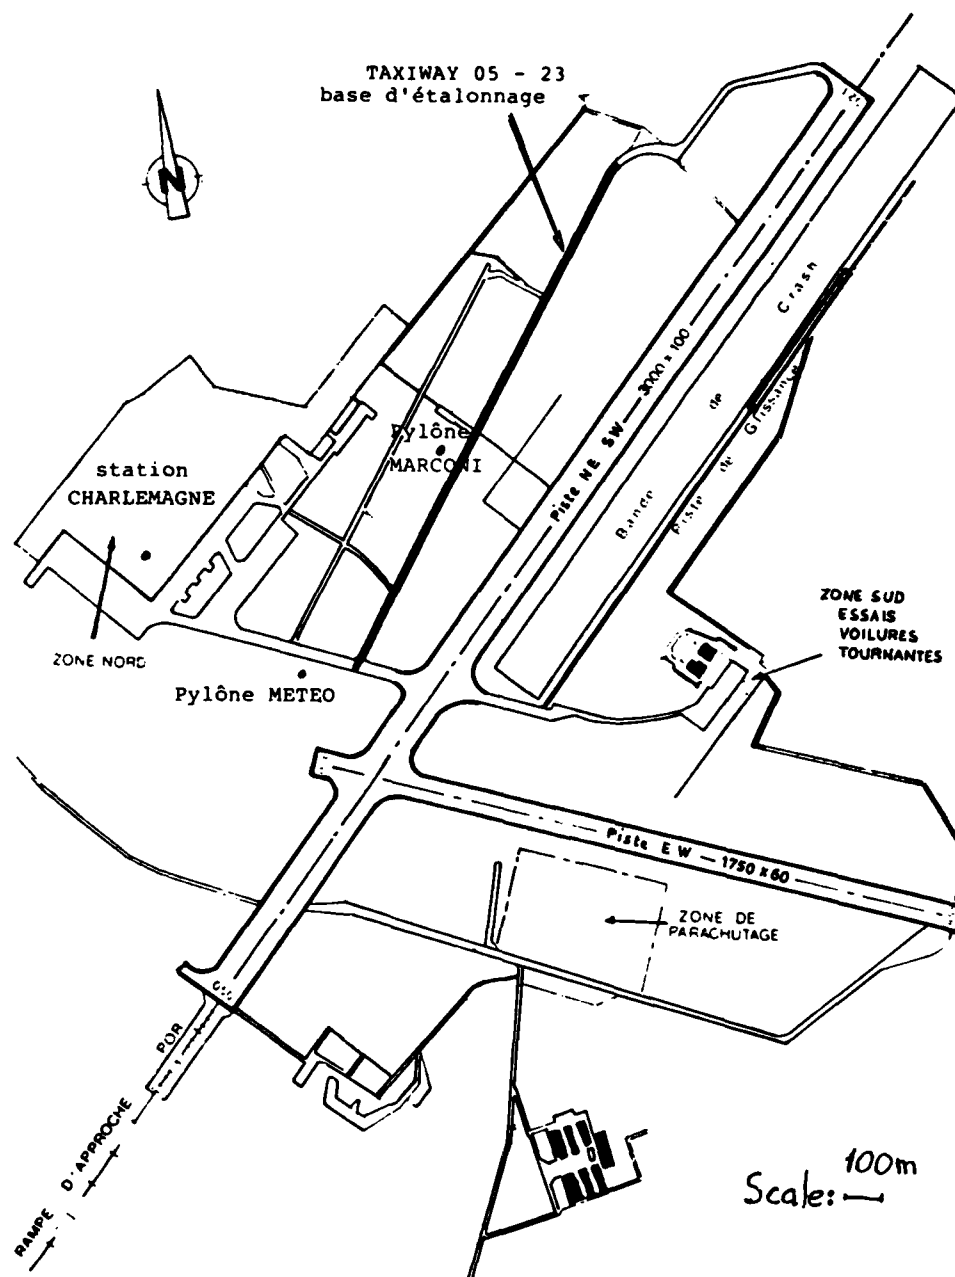 TAXIWAY 05 - 23
base d'étalonnage
N
Crash
de
Bande
Piste NE SW — 3000 x 100
Glissance
de
Piste
Pylône
MARCONI
station
CHARLEMAGNE
ZONE NORD
Pylône METEO
ZONE SUD
ESSAIS
VOILURES
TOURNANTES
Piste E W — 1750 x 60
ZONE DE
PARACHUTAGE
POR
RAMPE D'APPROCHE
100m
Scale: